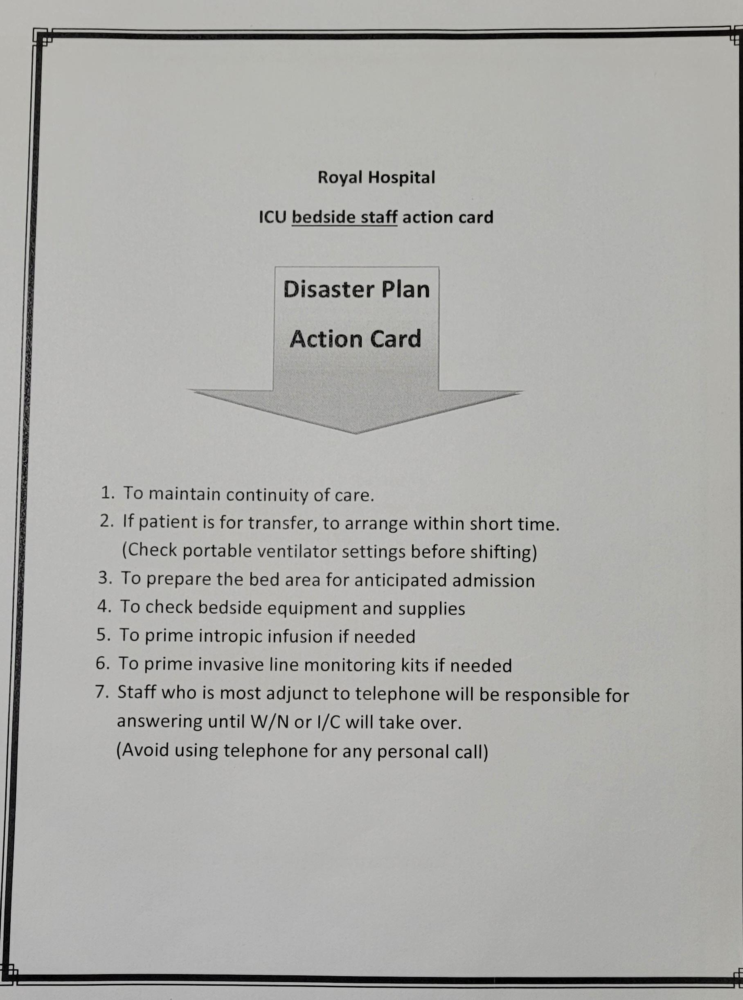 Royal Hospital
ICU bedside staff action card
Disaster Plan
Action Card
1. To maintain continuity of care.
2. If patient is for transfer, to arrange within short time.
(Check portable ventilator settings before shifting)
3. To prepare the bed area for anticipated admission
4. To check bedside equipment and supplies
5. To prime intropic infusion if needed
6. To prime invasive line monitoring kits if needed
7. Staff who is most adjunct to telephone will be responsible for
answering until W/N or I/C will take over.
(Avoid using telephone for any personal call)